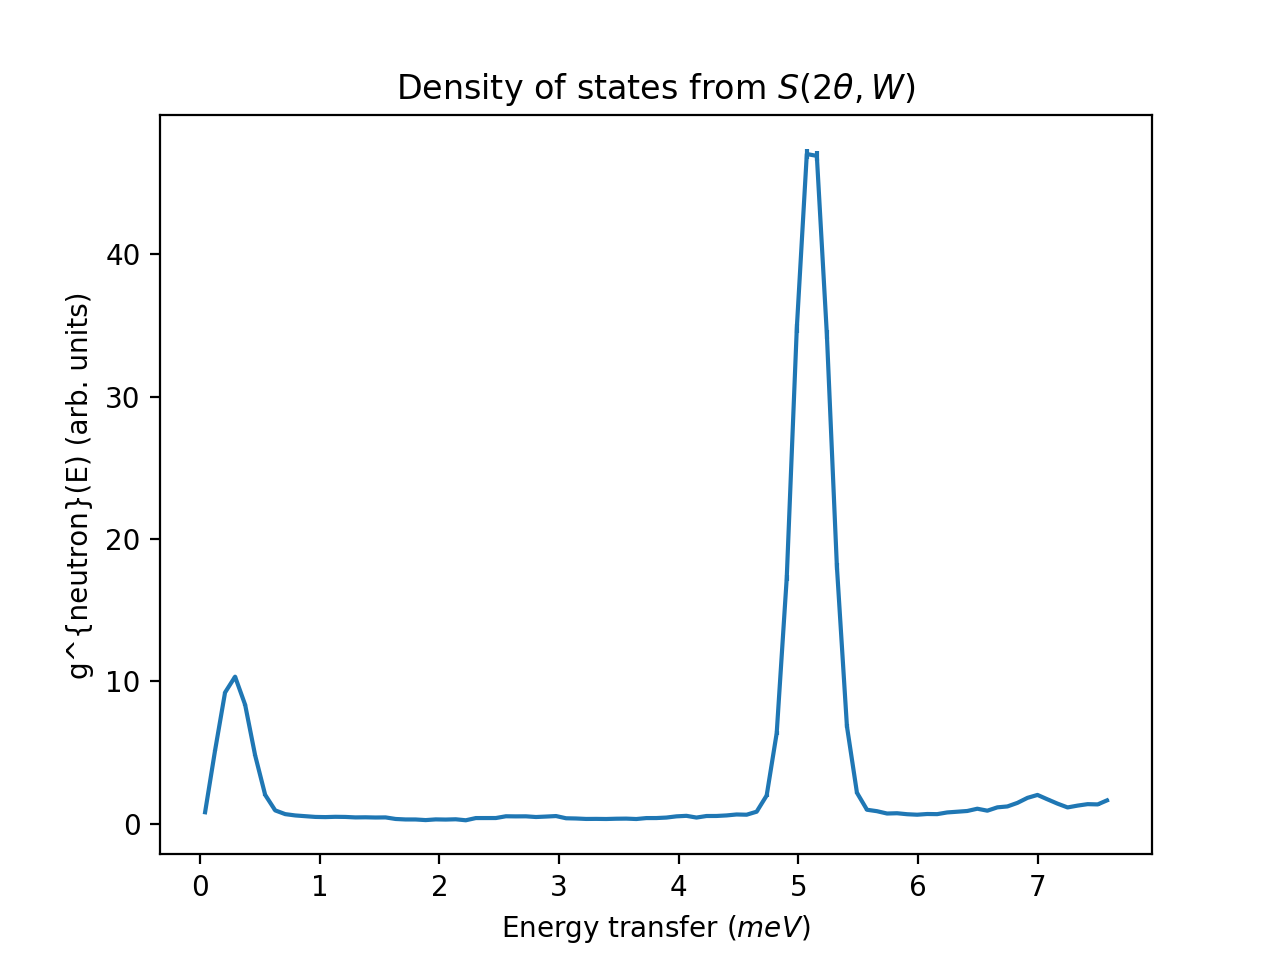 Density of states from S(2θ, W)
g^{neutron}(E) (arb. units)
40
30
20
10
0
0 1 2 3 4 5 6 7
Energy transfer (meV)